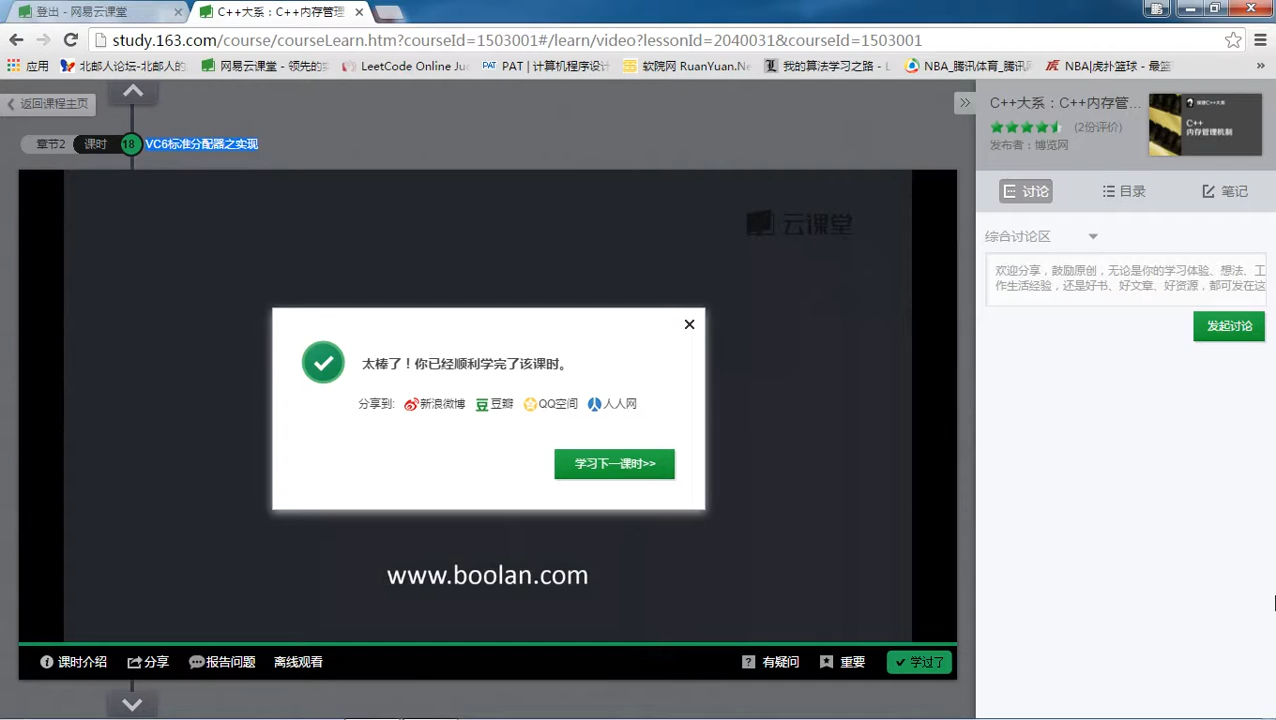 登出 - 网易云课堂
C++大系：C++内存管理
study.163.com/course/courseLearn.htm?courseId=1503001#/learn/video?lessonId=2040031&courseId=1503001
应用
北邮人论坛-北邮人的
网易云课堂 - 领先的
LeetCode Online Ju
PAT | 计算机程序设计
软院网 RuanYuan.Ne
我的算法学习之路 -
NBA_腾讯体育_腾讯
NBA|虎扑篮球 - 最
返回课程主页
章节2
课时
18
VC6标准分配器之实现
云课堂
太棒了！你已经顺利学完了该课时。
分享到: 新浪微博 豆瓣 QQ空间 人人网
学习下一课时>>
www.boolan.com
课时介绍
分享
报告问题
离线观看
有疑问
重要
学过了
C++大系：C++内存管...
(2份评价)
发布者：博览网
C++
内存管理机制
讨论
目录
笔记
综合讨论区
欢迎分享，鼓励原创，无论是你的学习体验、想法、工
作生活经验，还是好书、好文章、好资源，都可发在这
发起讨论